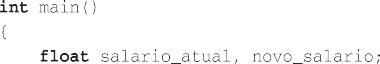 int main()
{
float salario_atual, novo_salario;